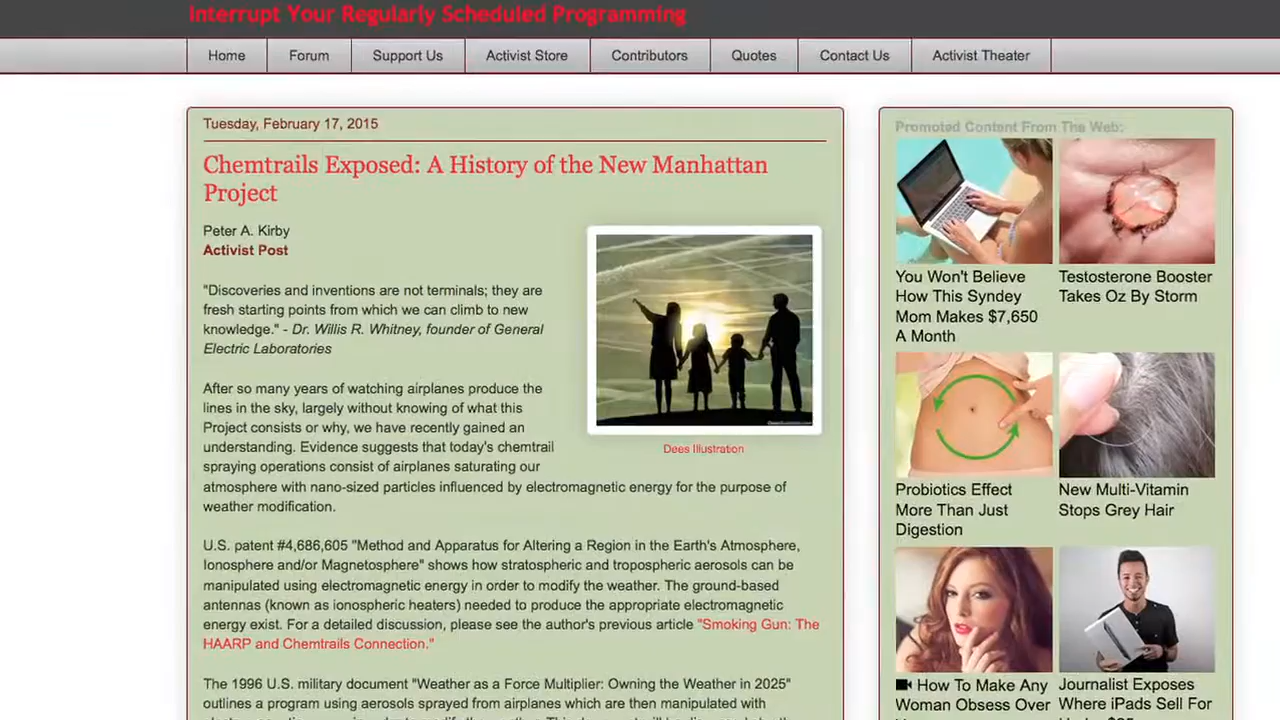 Interrupt Your Regularly Scheduled Programming
Home
Forum
Support Us
Activist Store
Contributors
Quotes
Contact Us
Activist Theater
Tuesday, February 17, 2015
Chemtrails Exposed: A History of the New Manhattan
Project
Peter A. Kirby
Activist Post
"Discoveries and inventions are not terminals; they are
fresh starting points from which we can climb to new
knowledge." - Dr. Willis R. Whitney, founder of General
Electric Laboratories
Dees Illustration
After so many years of watching airplanes produce the
lines in the sky, largely without knowing of what this
Project consists or why, we have recently gained an
understanding. Evidence suggests that today's chemtrail
spraying operations consist of airplanes saturating our
atmosphere with nano-sized particles influenced by electromagnetic energy for the purpose of
weather modification.
U.S. patent #4,686,605 "Method and Apparatus for Altering a Region in the Earth's Atmosphere,
Ionosphere and/or Magnetosphere" shows how stratospheric and tropospheric aerosols can be
manipulated using electromagnetic energy in order to modify the weather. The ground-based
antennas (known as ionospheric heaters) needed to produce the appropriate electromagnetic
energy exist. For a detailed discussion, please see the author's previous article "Smoking Gun: The
HAARP and Chemtrails Connection."
The 1996 U.S. military document "Weather as a Force Multiplier: Owning the Weather in 2025"
outlines a program using aerosols sprayed from airplanes which are then manipulated with
Promoted Content From The Web:
You Won't Believe
How This Syndey
Mom Makes $7,650
A Month
Testosterone Booster
Takes Oz By Storm
Probiotics Effect
More Than Just
Digestion
New Multi-Vitamin
Stops Grey Hair
How To Make Any
Woman Obsess Over
Journalist Exposes
Where iPads Sell For